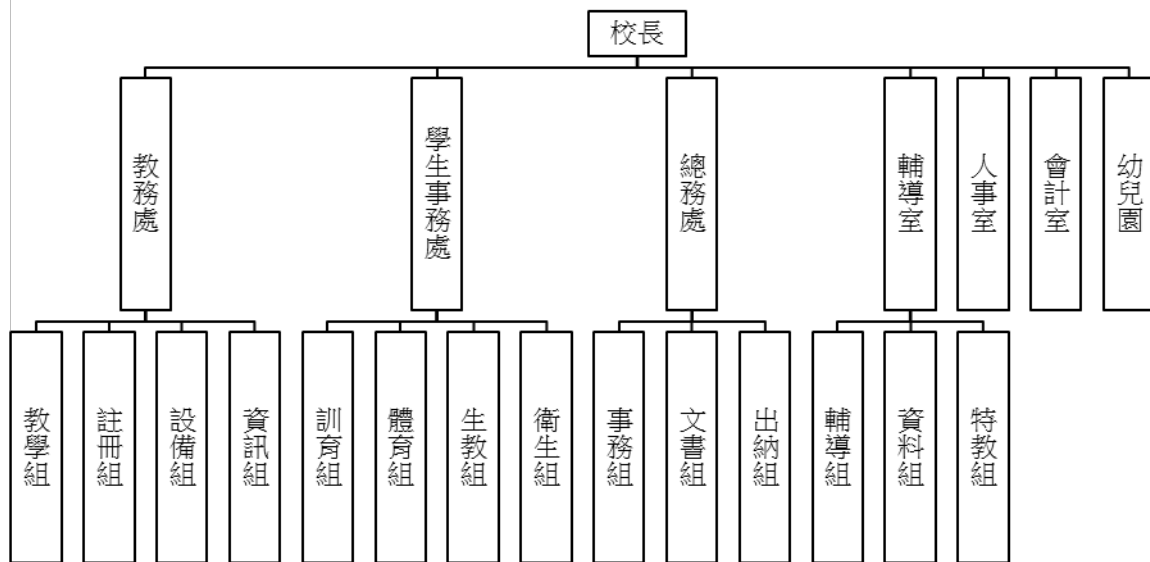 校長
教務處
學生事務處
總務處
輔導室
人事室
會計室
幼兒園
教學組
註冊組
設備組
資訊組
訓育組
體育組
生教組
衛生組
事務組
文書組
出納組
輔導組
資料組
特教組